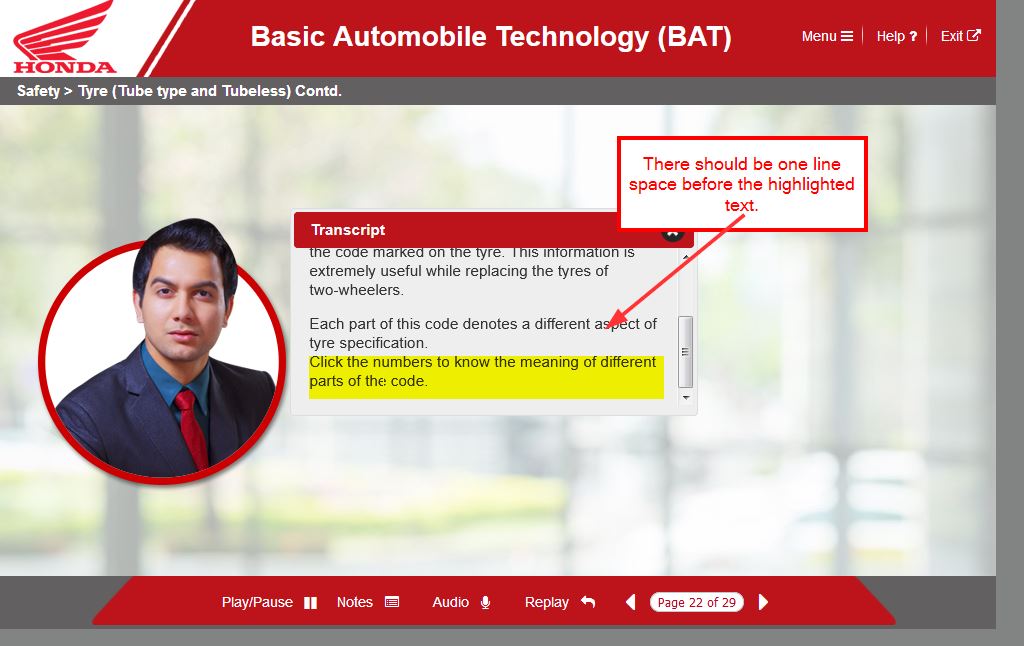 HONDA
Basic Automobile Technology (BAT)
Menu
Help ?
Exit
Safety > Tyre (Tube type and Tubeless) Contd.
There should be one line
space before the highlighted
text.
Transcript
the code marked on the tyre. This information is
extremely useful while replacing the tyres of
two-wheelers.
Each part of this code denotes a different aspect of
tyre specification.
Click the numbers to know the meaning of different
parts of the code.
Play/Pause
Notes
Audio
Replay
Page 22 of 29